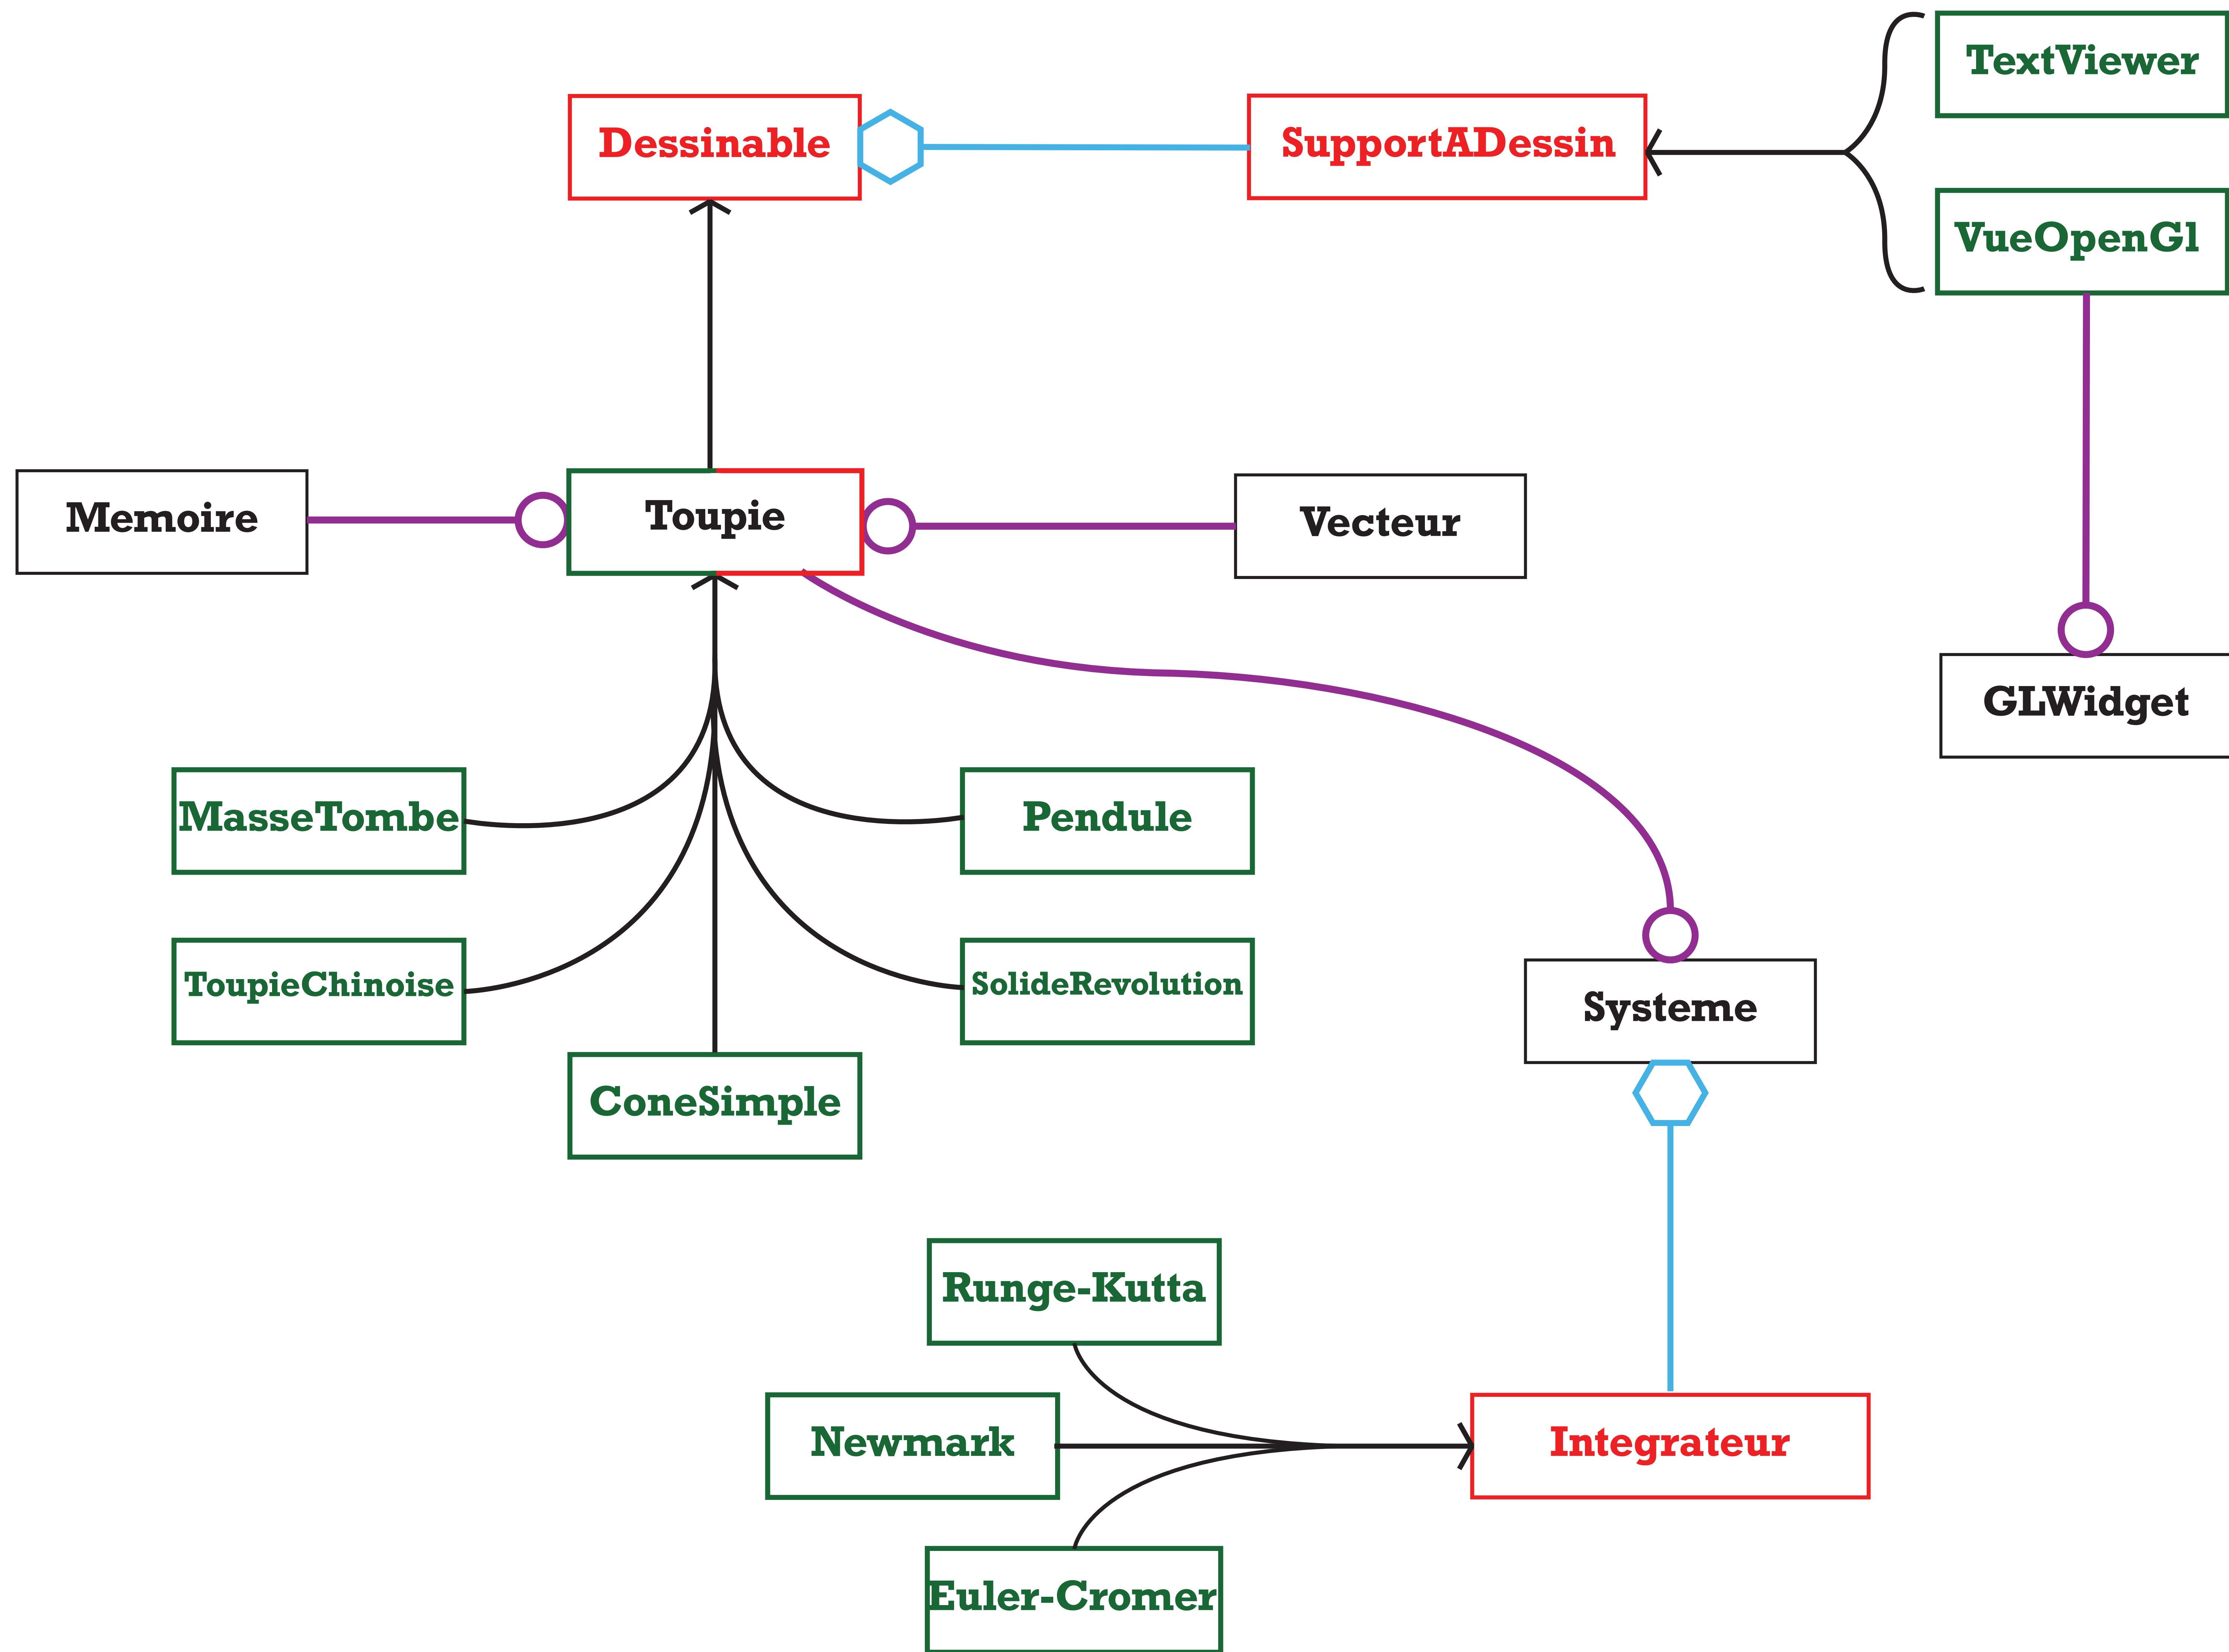 TextViewer
Dessinable
SupportADessin
VueOpenGl
Memoire
Toupie
Vecteur
GLWidget
MasseTombe
Pendule
ToupieChinoise
SolideRevolution
Systeme
ConeSimple
Runge-Kutta
Newmark
Integrateur
Euler-Cromer